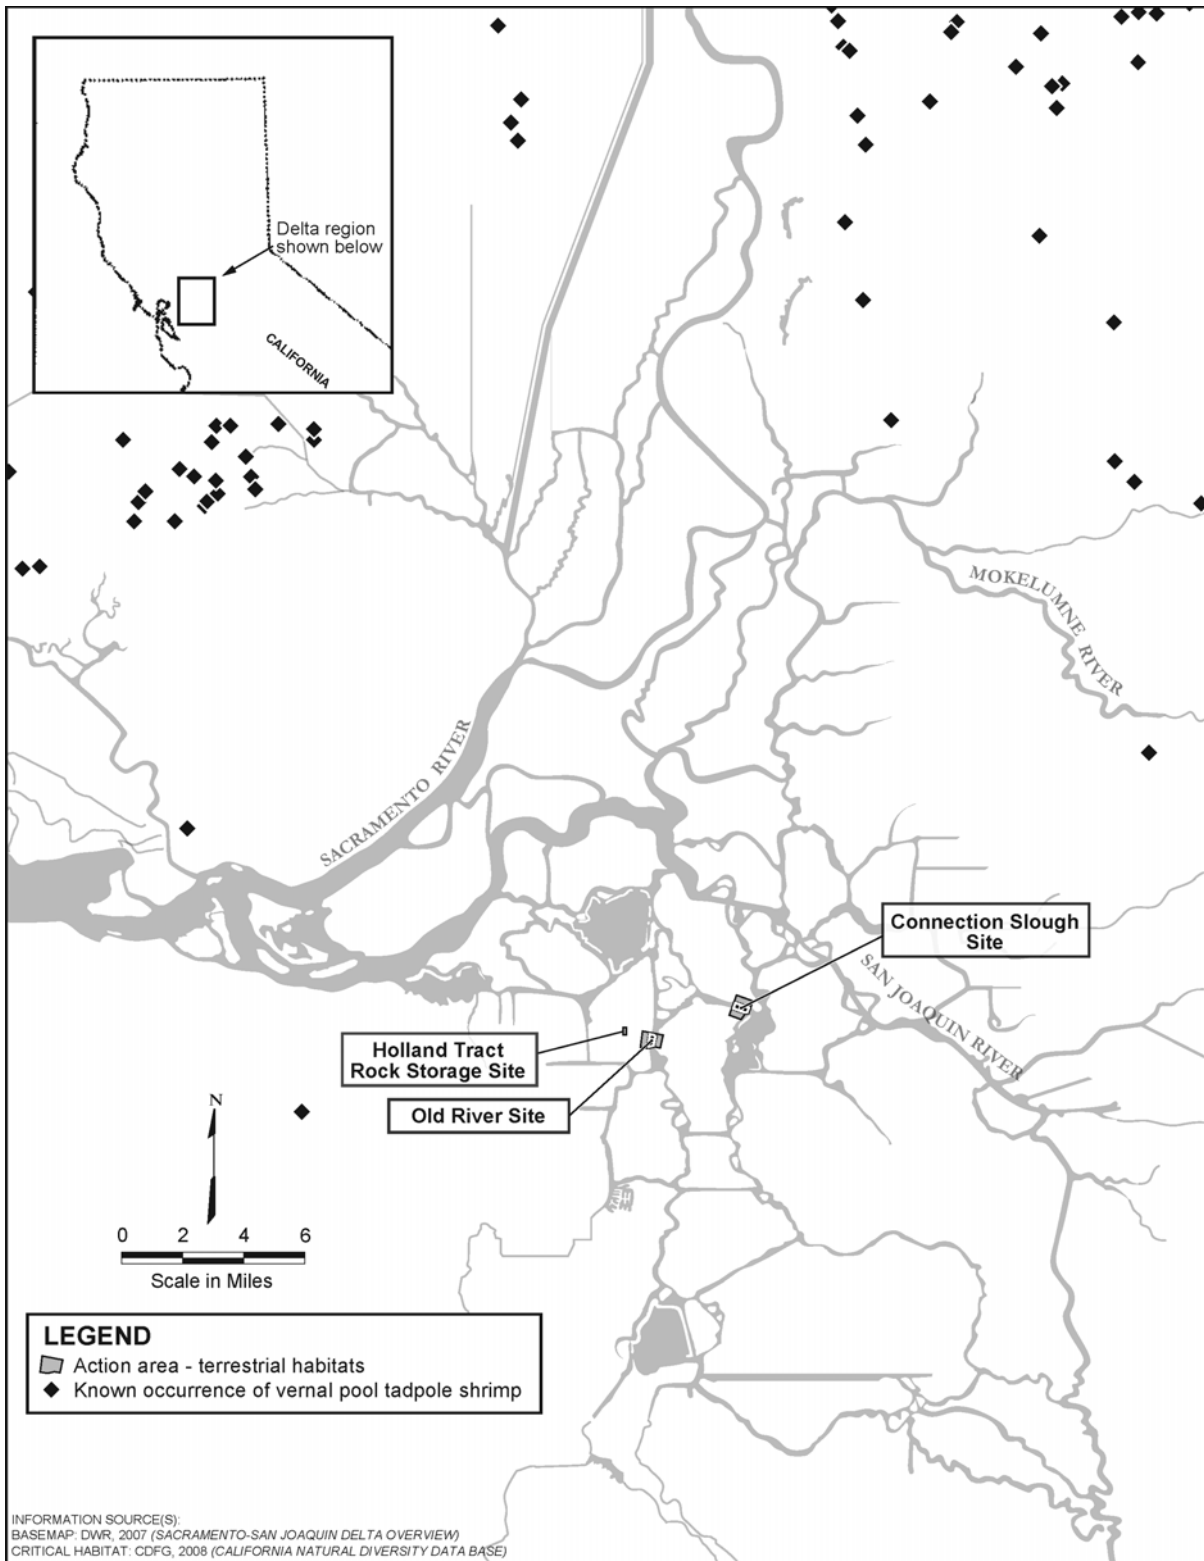 Delta region
shown below
CALIFORNIA
MOKELUMNE RIVER
SACRAMENTO RIVER
Connection Slough
Site
SAN JOAQUIN RIVER
Holland Tract
Rock Storage Site
Old River Site
N
0 2 4 6
Scale in Miles
LEGEND
Action area - terrestrial habitats
Known occurrence of vernal pool tadpole shrimp
INFORMATION SOURCE(S):
BASEMAP: DWR, 2007 (SACRAMENTO-SAN JOAQUIN DELTA OVERVIEW)
CRITICAL HABITAT: CDFG, 2008 (CALIFORNIA NATURAL DIVERSITY DATA BASE)